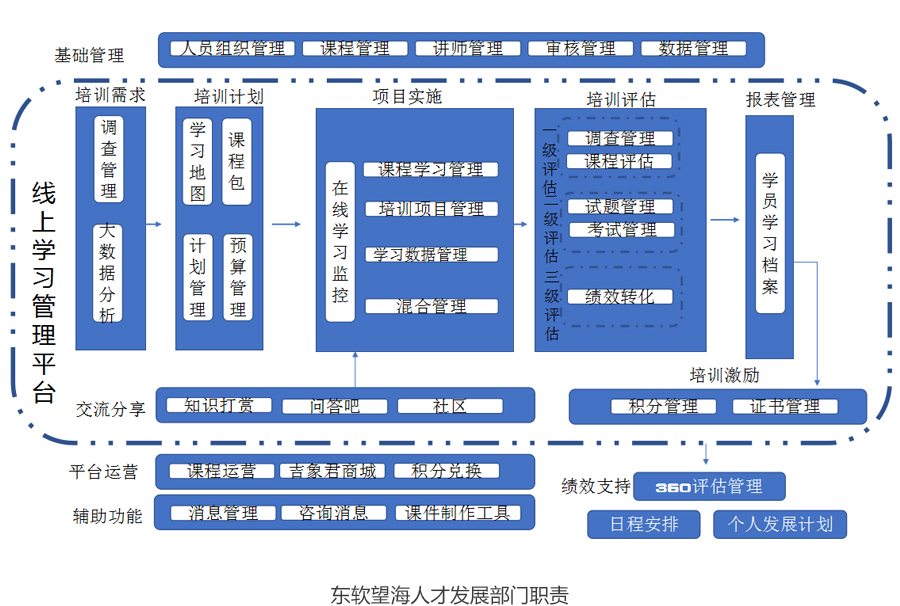 基础管理
人员组织管理
课程管理
讲师管理
审核管理
数据管理
线上学习管理平台
培训需求
调查管理
大数据分析
培训计划
学习地图
课程包
计划管理
预算管理
项目实施
在线学习监控
课程学习管理
培训项目管理
学习数据管理
混合管理
培训评估
一级评估
调查管理
课程评估
二级评估
试题管理
考试管理
三级评估
绩效转化
报表管理
学员学习档案
培训激励
积分管理
证书管理
交流分享
知识打赏
问答吧
社区
平台运营
课程运营
吉象君商城
积分兑换
辅助功能
消息管理
咨询消息
课件制作工具
绩效支持
360评估管理
日程安排
个人发展计划
东软望海人才发展部门职责